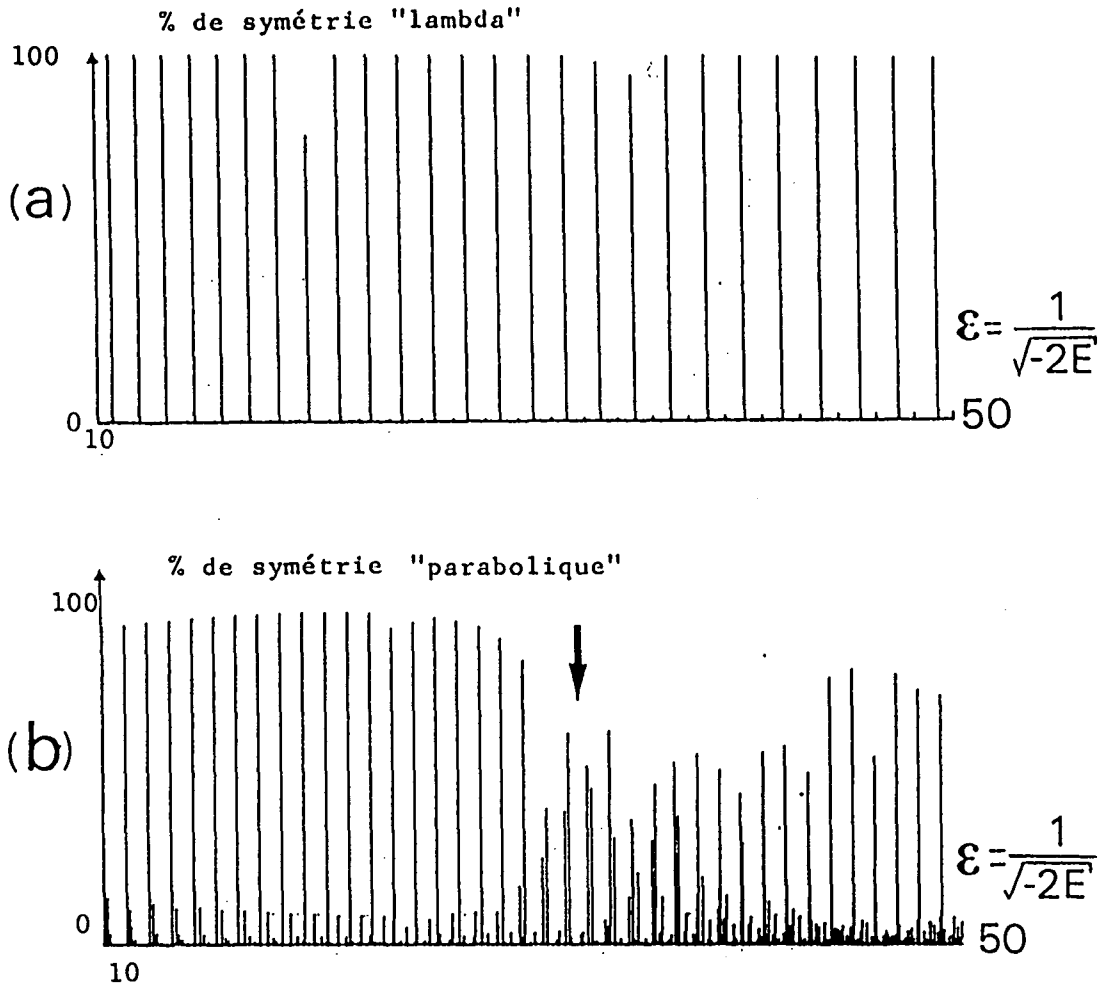 % de symétrie "lambda"
100
(a)
ε = 1/√-2E
0
10
50
% de symétrie "parabolique"
100
(b)
ε = 1/√-2E
0
10
50